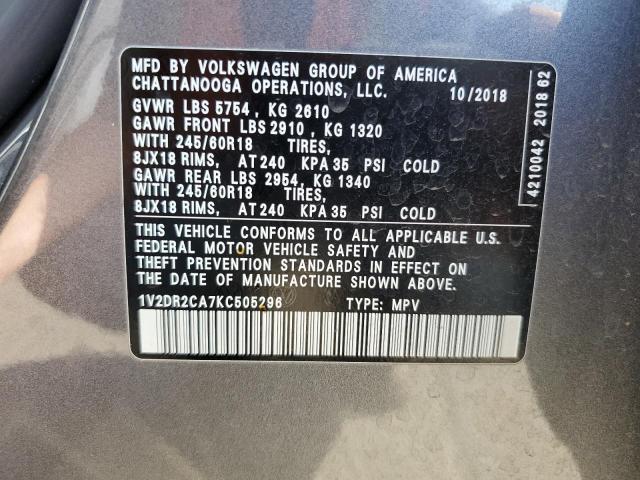 MFD BY VOLKSWAGEN GROUP OF AMERICA
CHATTANOOGA OPERATIONS, LLC. 10/2018
GVWR LBS 5754 , KG 2610
GAWR FRONT LBS 2910 , KG 1320
WITH 245/60R18 TIRES,
8JX18 RIMS, AT 240 KPA 35 PSI COLD
GAWR REAR LBS 2954, KG 1340
WITH 245/60R18 TIRES,
8JX18 RIMS, AT 240 KPA 35 PSI COLD
THIS VEHICLE CONFORMS TO ALL APPLICABLE U.S.
FEDERAL MOTOR VEHICLE SAFETY AND
THEFT PREVENTION STANDARDS IN EFFECT ON THE
DATE OF MANUFACTURE SHOWN ABOVE.
1V2DR2CA7KC505296 TYPE: MPV
4210042 2018 62